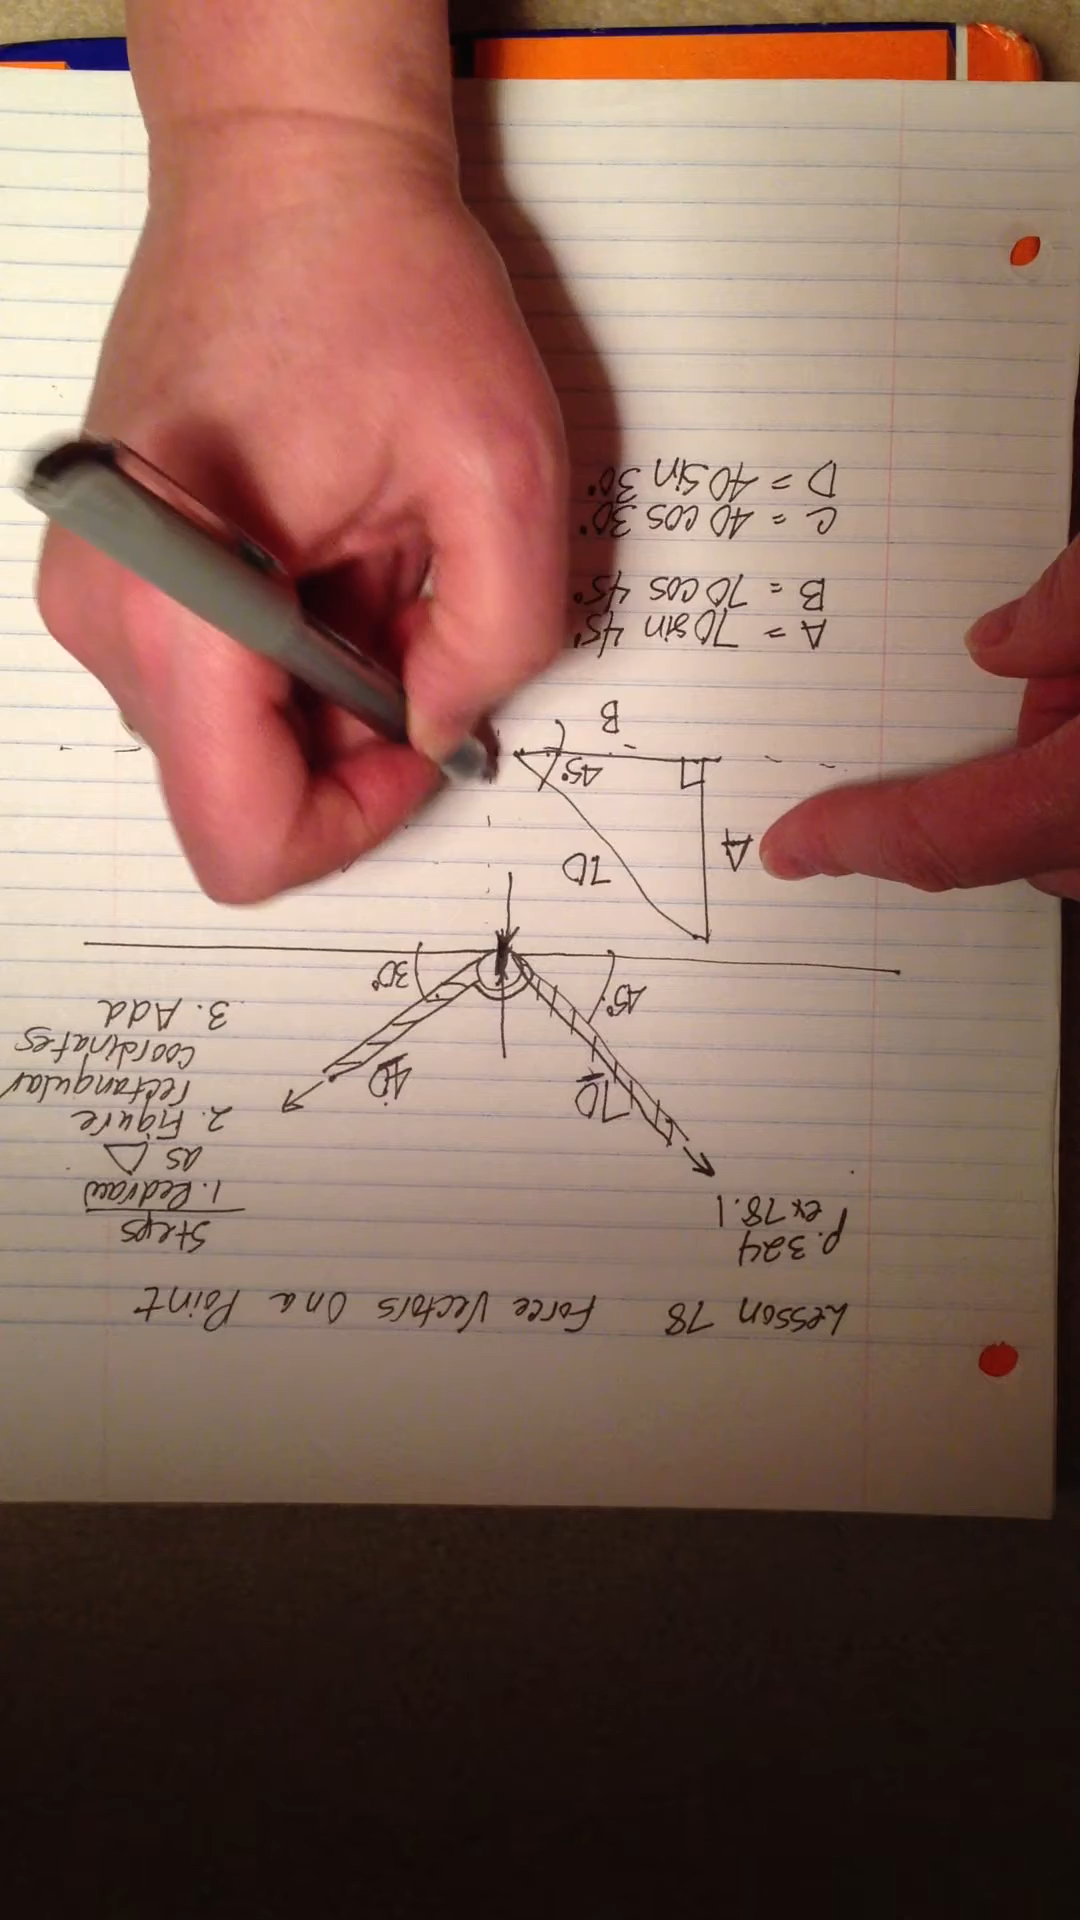 Lesson 78 Force Vectors On a Point
p.324
ex 78.1
Steps
1. Redraw
as △
2. Figure
rectangular
coordinates
3. Add
70
40
45°
30°
A
70
45°
B
A = 70 sin 45°
B = 70 cos 45°
C = 40 cos 30°
D = 40 sin 30°